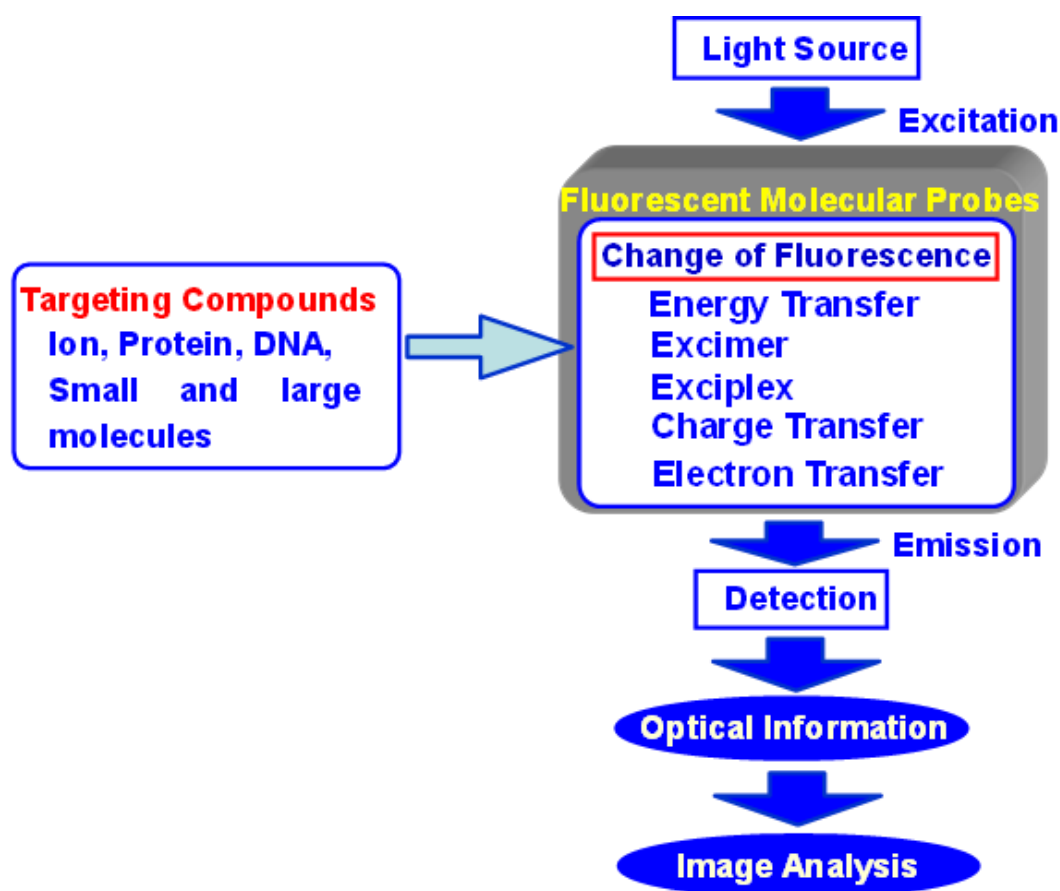 Light Source
Excitation
Fluorescent Molecular Probes
Change of Fluorescence
Energy Transfer
Excimer
Exciplex
Charge Transfer
Electron Transfer
Targeting Compounds
Ion, Protein, DNA,
Small and large
molecules
Emission
Detection
Optical Information
Image Analysis